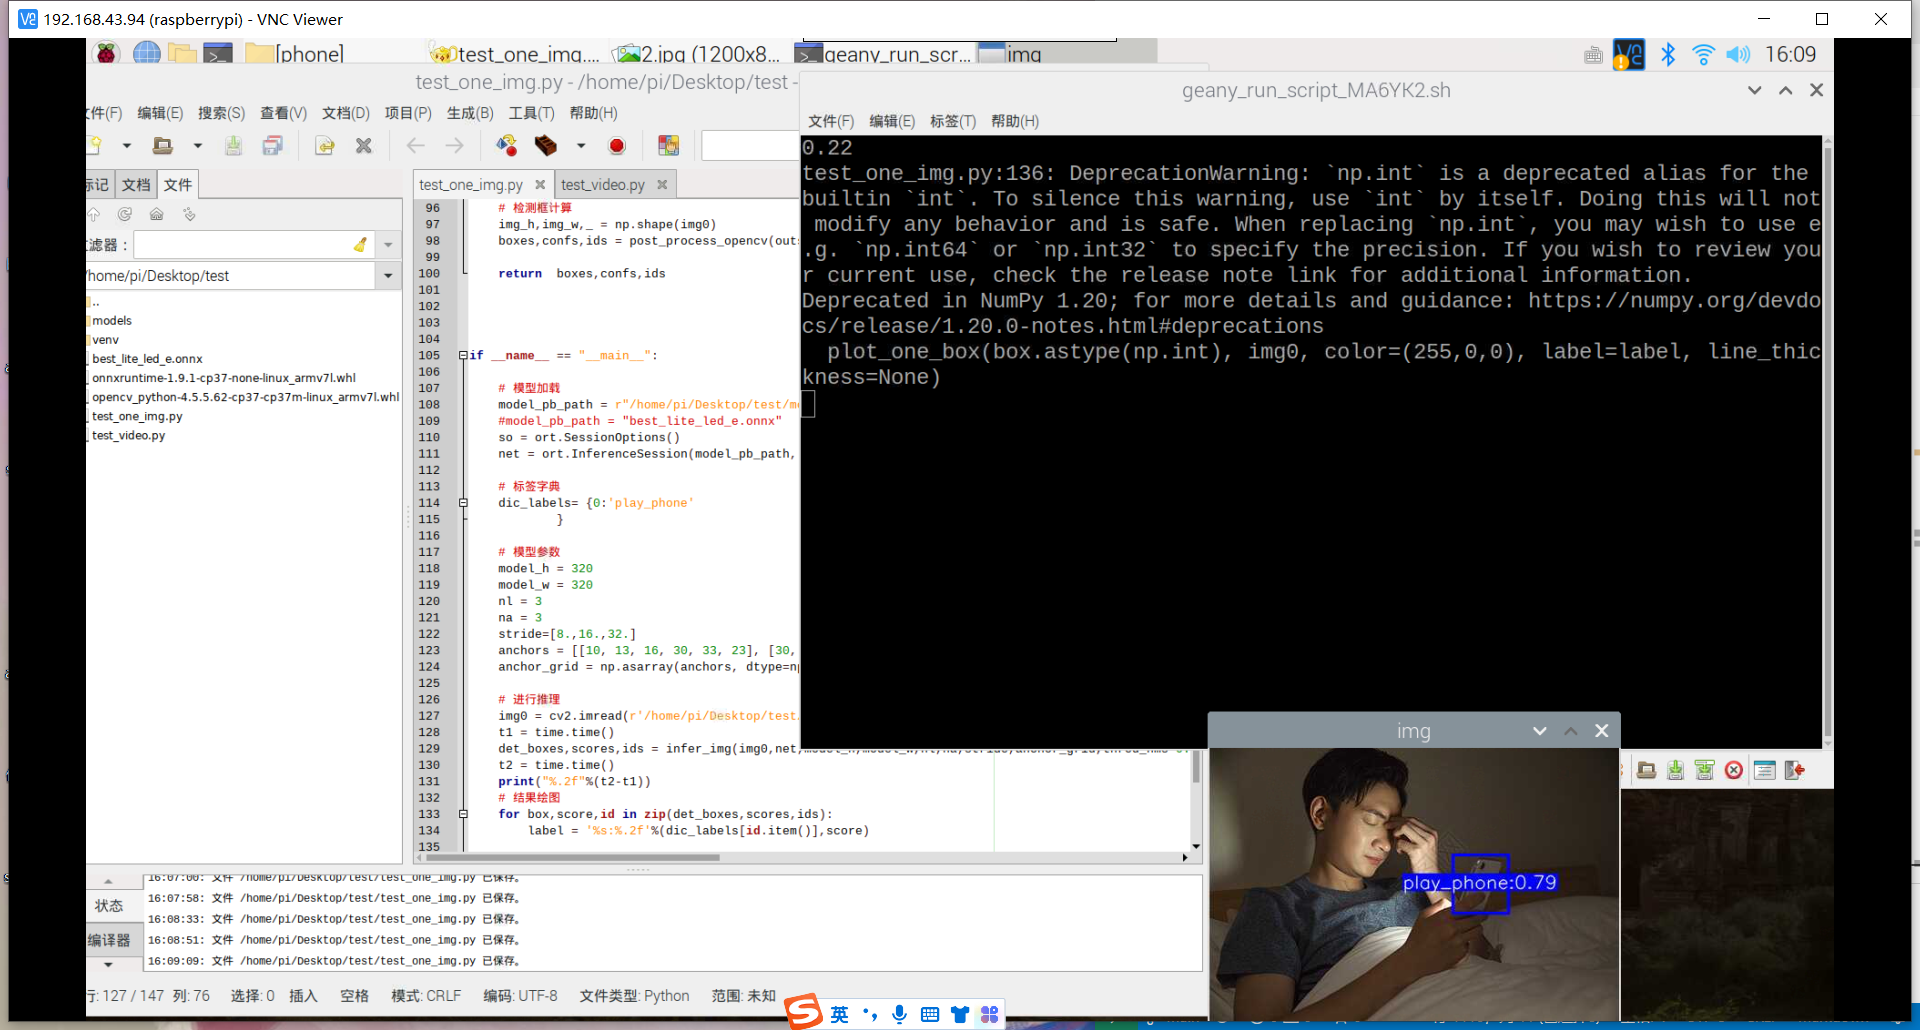 192.168.43.94 (raspberrypi) - VNC Viewer
[phone]
test_one_img....
2.jpg (1200x8...
geany_run_scr...
img
16:09
test_one_img.py - /home/pi/Desktop/test -
文件(F) 编辑(E) 搜索(S) 查看(V) 文档(D) 项目(P) 生成(B) 工具(T) 帮助(H)
标记 文档 文件
滤器：
/home/pi/Desktop/test
..
models
venv
best_lite_led_e.onnx
onnxruntime-1.9.1-cp37-none-linux_armv7l.whl
opencv_python-4.5.5.62-cp37-cp37m-linux_armv7l.whl
test_one_img.py
test_video.py
test_one_img.py test_video.py
96 # 检测框计算
97 img_h,img_w,_ = np.shape(img0)
98 boxes,confs,ids = post_process_opencv(out
99
100 return boxes,confs,ids
101
102
103
104
105 if __name__ == "__main__":
106
107 # 模型加载
108 model_pb_path = r"/home/pi/Desktop/test/m
109 #model_pb_path = "best_lite_led_e.onnx"
110 so = ort.SessionOptions()
111 net = ort.InferenceSession(model_pb_path,
112
113 # 标签字典
114 dic_labels= {0:'play_phone'
115 }
116
117 # 模型参数
118 model_h = 320
119 model_w = 320
120 nl = 3
121 na = 3
122 stride=[8.,16.,32.]
123 anchors = [[10, 13, 16, 30, 33, 23], [30,
124 anchor_grid = np.asarray(anchors, dtype=np
125
126 # 进行推理
127 img0 = cv2.imread(r'/home/pi/Desktop/test
128 t1 = time.time()
129 det_boxes,scores,ids = infer_img(img0,net,model_h,model_w,nl,na,stride,anchor_grid,thred_nms=0.
130 t2 = time.time()
131 print("%.2f"%(t2-t1))
132 # 结果绘图
133 for box,score,id in zip(det_boxes,scores,ids):
134 label = '%s:%.2f'%(dic_labels[id.item()],score)
135
状态
编译器
16:07:00: 文件 /home/pi/Desktop/test/test_one_img.py 已保存。
16:07:58: 文件 /home/pi/Desktop/test/test_one_img.py 已保存。
16:08:33: 文件 /home/pi/Desktop/test/test_one_img.py 已保存。
16:08:51: 文件 /home/pi/Desktop/test/test_one_img.py 已保存。
16:09:09: 文件 /home/pi/Desktop/test/test_one_img.py 已保存。
行: 127 / 147 列: 76 选择: 0 插入 空格 模式: CRLF 编码: UTF-8 文件类型: Python 范围: 未知
geany_run_script_MA6YK2.sh
文件(F) 编辑(E) 标签(T) 帮助(H)
0.22
test_one_img.py:136: DeprecationWarning: `np.int` is a deprecated alias for the
builtin `int`. To silence this warning, use `int` by itself. Doing this will not
modify any behavior and is safe. When replacing `np.int`, you may wish to use e
.g. `np.int64` or `np.int32` to specify the precision. If you wish to review you
r current use, check the release note link for additional information.
Deprecated in NumPy 1.20; for more details and guidance: https://numpy.org/devdo
cs/release/1.20.0-notes.html#deprecations
plot_one_box(box.astype(np.int), img0, color=(255,0,0), label=label, line_thic
kness=None)
img
play_phone:0.79
英